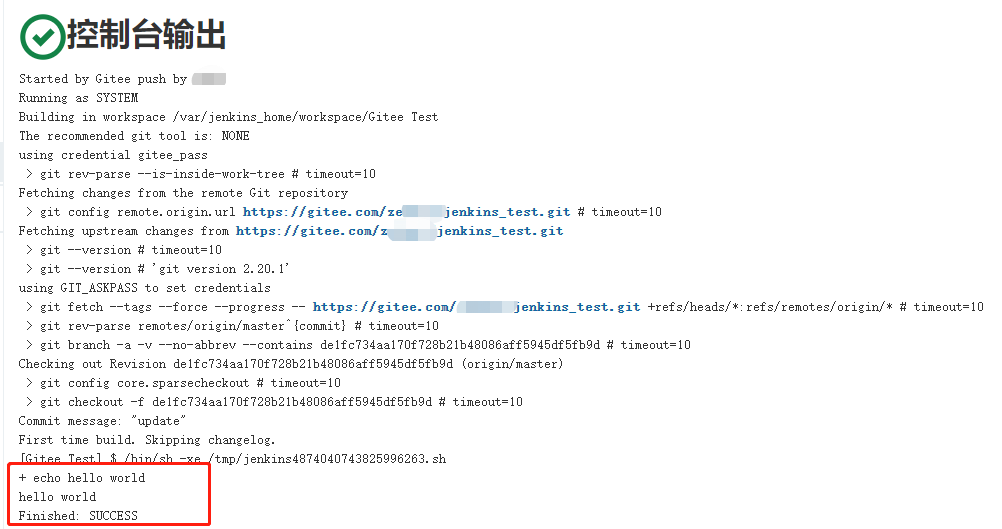 控制台输出
Started by Gitee push by
Running as SYSTEM
Building in workspace /var/jenkins_home/workspace/Gitee Test
The recommended git tool is: NONE
using credential gitee_pass
> git rev-parse --is-inside-work-tree # timeout=10
Fetching changes from the remote Git repository
> git config remote.origin.url https://gitee.com/ze jenkins_test.git # timeout=10
Fetching upstream changes from https://gitee.com/z jenkins_test.git
> git --version # timeout=10
> git --version # 'git version 2.20.1'
using GIT_ASKPASS to set credentials
> git fetch --tags --force --progress -- https://gitee.com/ jenkins_test.git +refs/heads/*:refs/remotes/origin/* # timeout=10
> git rev-parse remotes/origin/master^{commit} # timeout=10
> git branch -a -v --no-abbrev --contains de1fc734aa170f728b21b48086aff5945df5fb9d # timeout=10
Checking out Revision de1fc734aa170f728b21b48086aff5945df5fb9d (origin/master)
> git config core.sparsecheckout # timeout=10
> git checkout -f de1fc734aa170f728b21b48086aff5945df5fb9d # timeout=10
Commit message: "update"
First time build. Skipping changelog.
[Gitee Test] $ /bin/sh -xe /tmp/jenkins4874040743825996263.sh
+ echo hello world
hello world
Finished: SUCCESS